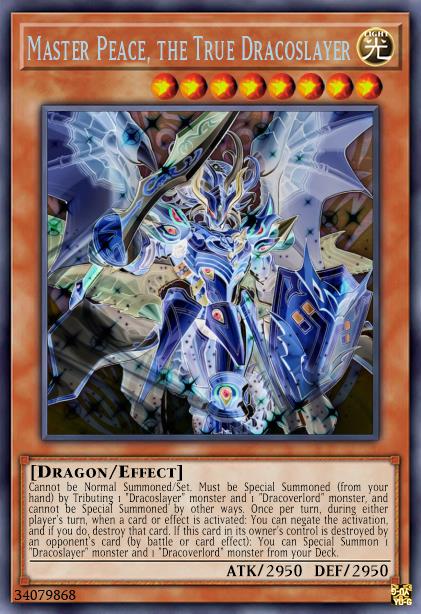 MASTER PEACE, THE TRUE DRACOSLAYER
LIGHT
光
[DRAGON/EFFECT]
Cannot be Normal Summoned/Set. Must be Special Summoned (from your
hand) by Tributing 1 "Dracoslayer" monster and 1 "Dracoverlord" monster, and
cannot be Special Summoned by other ways. Once per turn, during either
player's turn, when a card or effect is activated: You can negate the activation,
and if you do, destroy that card. If this card in its owner's control is destroyed by
an opponent's card (by battle or card effect): You can Special Summon 1
"Dracoslayer" monster and 1 "Dracoverlord" monster from your Deck.
ATK/2950 DEF/2950
34079868